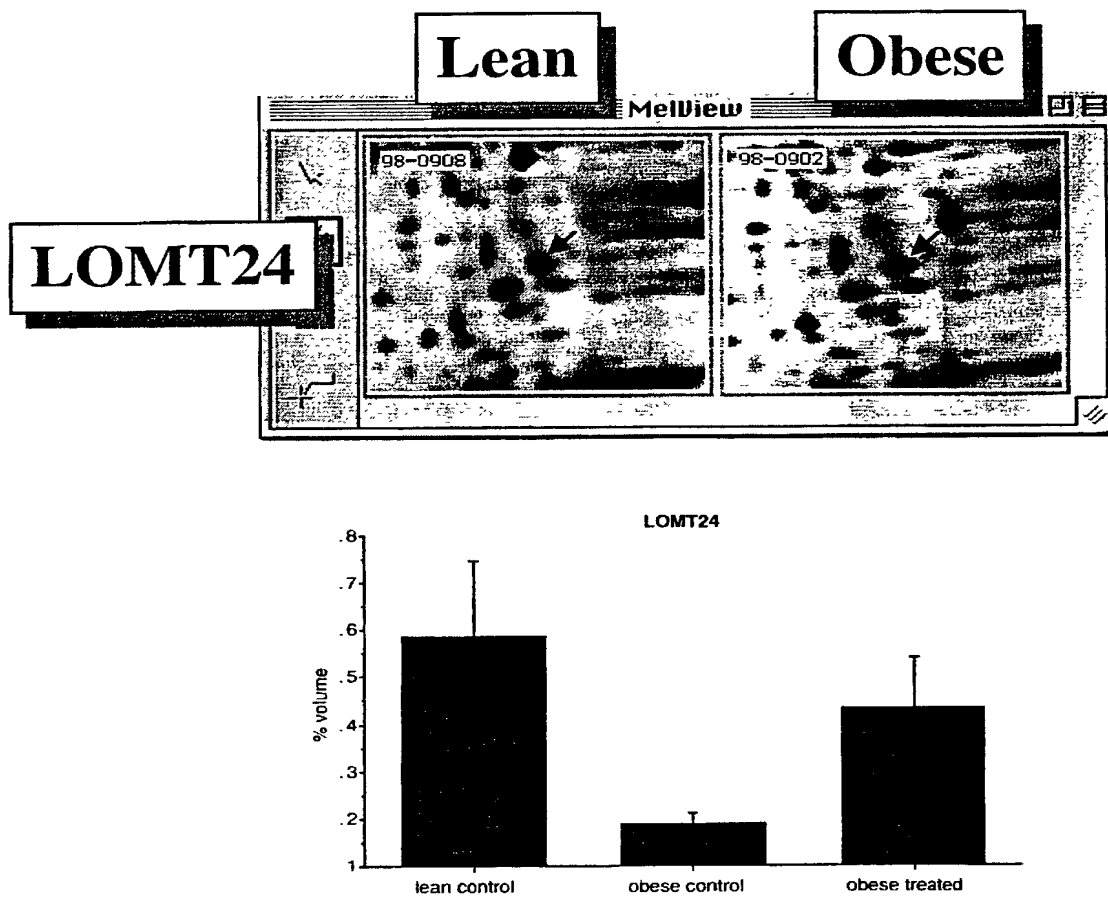 Lean
Obese
MelView
98-0908
98-0902
LOMT24
LOMT24
% volume
.8
.7
.6
.5
.4
.3
.2
.1
lean control
obese control
obese treated